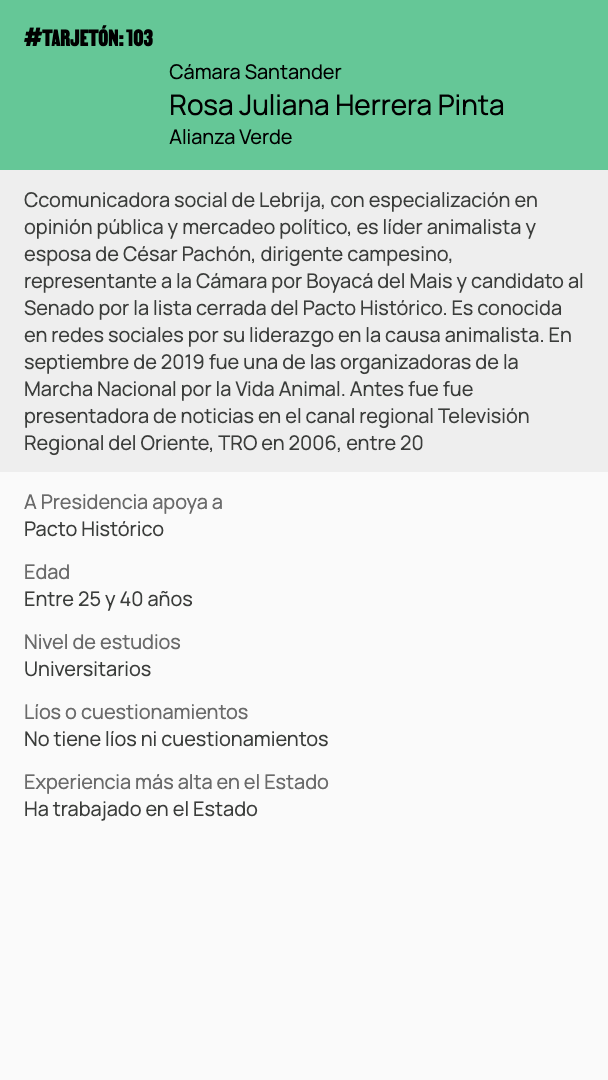 #TARJETÓN: 103
Cámara Santander
Rosa Juliana Herrera Pinta
Alianza Verde
Ccomunicadora social de Lebrija, con especialización en
opinión pública y mercadeo político, es líder animalista y
esposa de César Pachón, dirigente campesino,
representante a la Cámara por Boyacá del Mais y candidato al
Senado por la lista cerrada del Pacto Histórico. Es conocida
en redes sociales por su liderazgo en la causa animalista. En
septiembre de 2019 fue una de las organizadoras de la
Marcha Nacional por la Vida Animal. Antes fue fue
presentadora de noticias en el canal regional Televisión
Regional del Oriente, TRO en 2006, entre 20
A Presidencia apoya a
Pacto Histórico
Edad
Entre 25 y 40 años
Nivel de estudios
Universitarios
Líos o cuestionamientos
No tiene líos ni cuestionamientos
Experiencia más alta en el Estado
Ha trabajado en el Estado